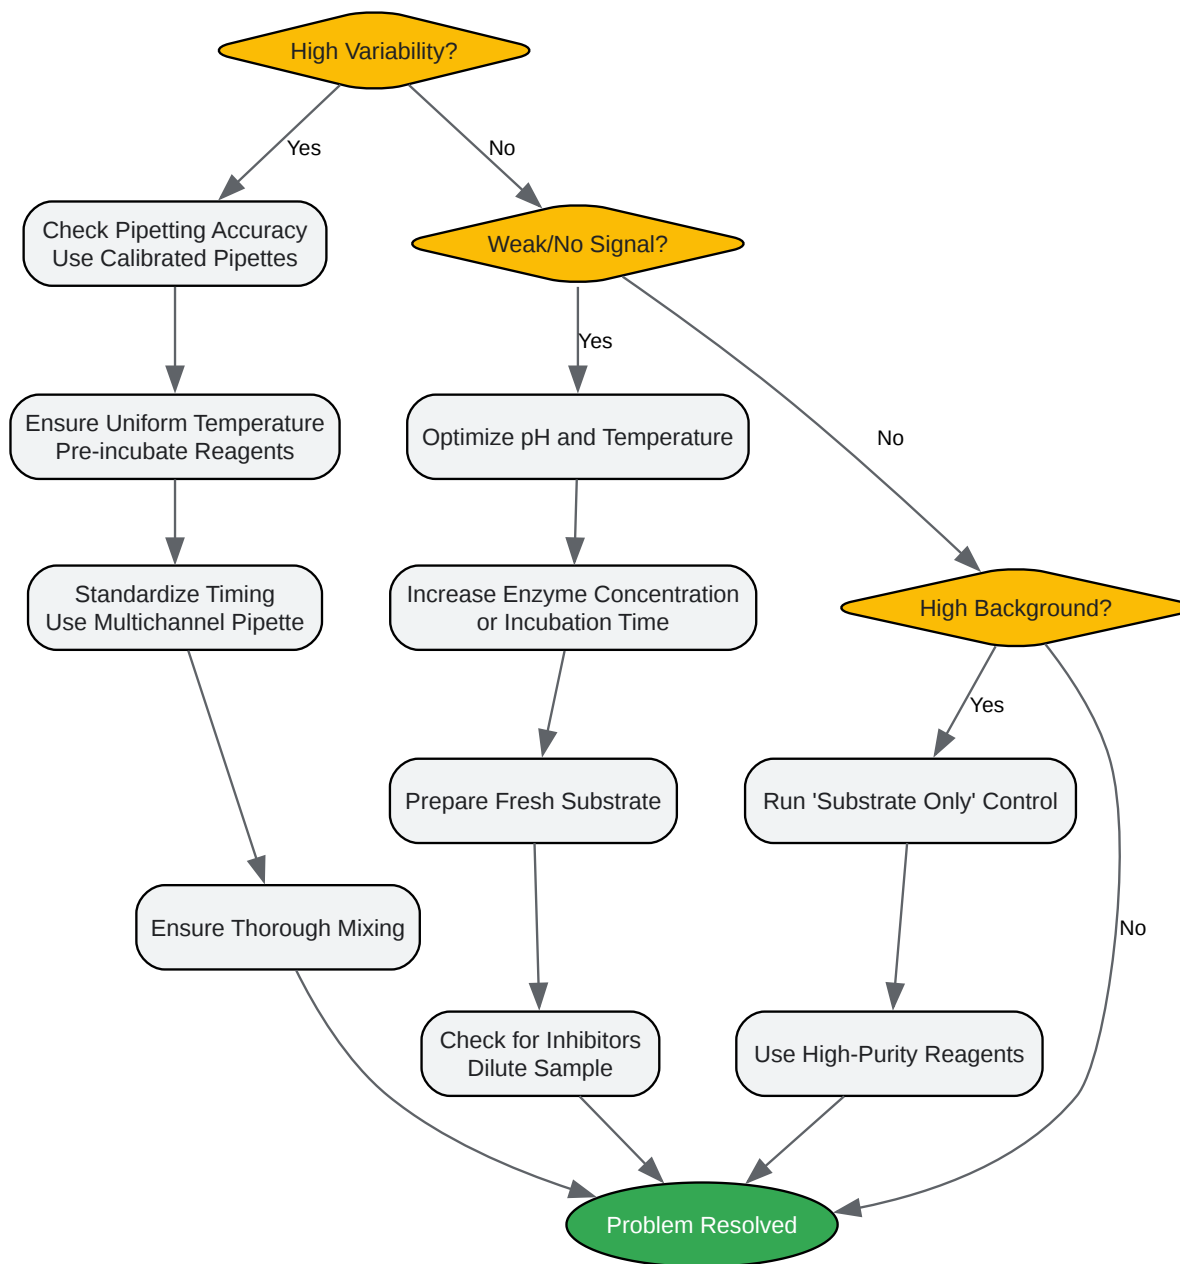 High Variability?
Yes
No
Check Pipetting Accuracy
Use Calibrated Pipettes
Weak/No Signal?
Yes
No
Ensure Uniform Temperature
Pre-incubate Reagents
Optimize pH and Temperature
Standardize Timing
Use Multichannel Pipette
Increase Enzyme Concentration
or Incubation Time
High Background?
Yes
No
Prepare Fresh Substrate
Run 'Substrate Only' Control
Ensure Thorough Mixing
Check for Inhibitors
Dilute Sample
Use High-Purity Reagents
Problem Resolved